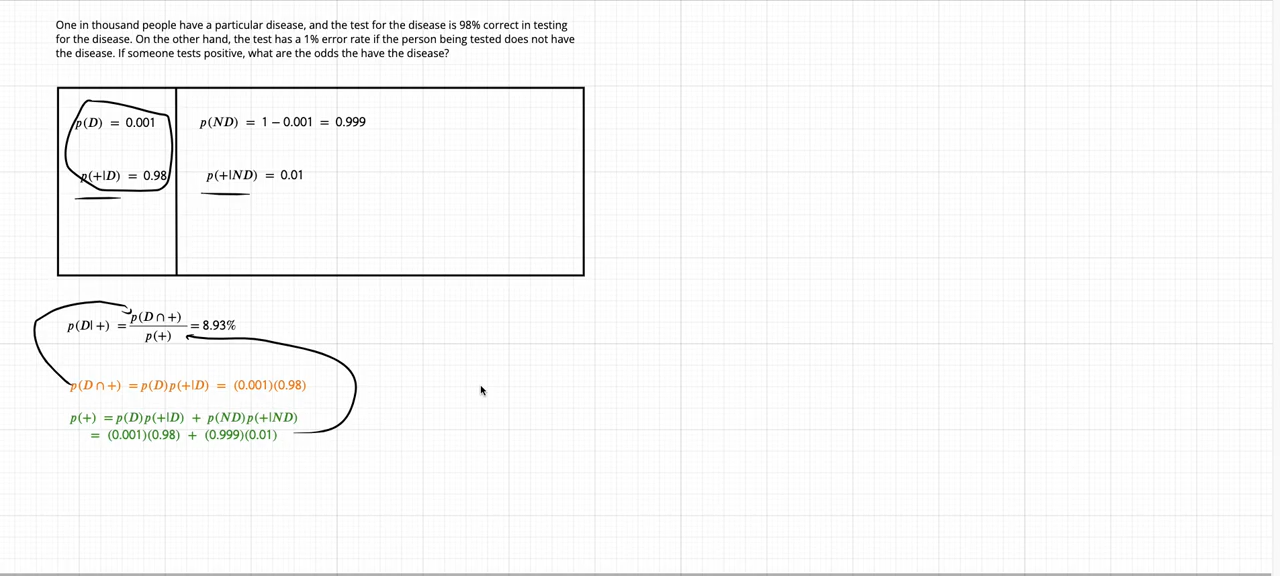 One in thousand people have a particular disease, and the test for the disease is 98% correct in testing
for the disease. On the other hand, the test has a 1% error rate if the person being tested does not have
the disease. If someone tests positive, what are the odds the have the disease?
p(D) = 0.001
p(ND) = 1 − 0.001 = 0.999
p(+|D) = 0.98
p(+|ND) = 0.01
p(D|+) = p(D ∩ +) / p(+) = 8.93%
p(D ∩ +) = p(D)p(+|D) = (0.001)(0.98)
p(+) = p(D)p(+|D) + p(ND)p(+|ND)
= (0.001)(0.98) + (0.999)(0.01)